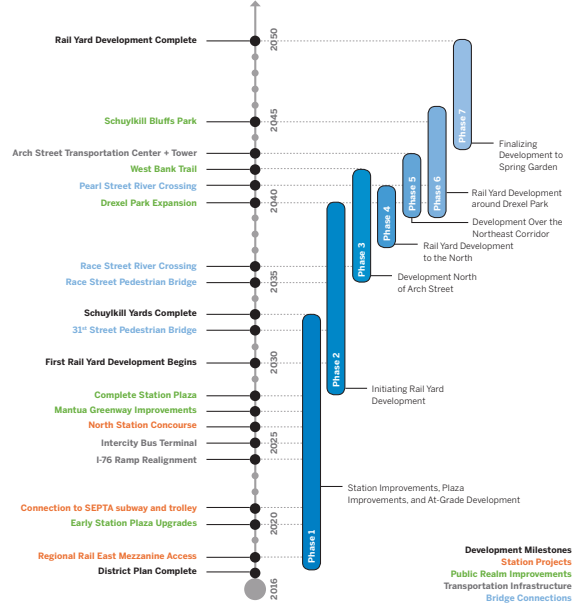 Rail Yard Development Complete
Schuylkill Bluffs Park
Arch Street Transportation Center + Tower
West Bank Trail
Pearl Street River Crossing
Drexel Park Expansion
Race Street River Crossing
Race Street Pedestrian Bridge
Schuylkill Yards Complete
31st Street Pedestrian Bridge
First Rail Yard Development Begins
Complete Station Plaza
Mantua Greenway Improvements
North Station Concourse
Intercity Bus Terminal
I-76 Ramp Realignment
Connection to SEPTA subway and trolley
Early Station Plaza Upgrades
Regional Rail East Mezzanine Access
District Plan Complete
2050
2045
2040
2035
2030
2025
2020
2016
Phase 1
Phase 2
Phase 3
Phase 4
Phase 5
Phase 6
Phase 7
Finalizing
Development to
Spring Garden
Rail Yard Development
around Drexel Park
Development Over the
Northeast Corridor
Rail Yard Development
to the North
Development North
of Arch Street
Initiating Rail Yard
Development
Station Improvements, Plaza
Improvements, and At-Grade Development
Development Milestones
Station Projects
Public Realm Improvements
Transportation Infrastructure
Bridge Connections